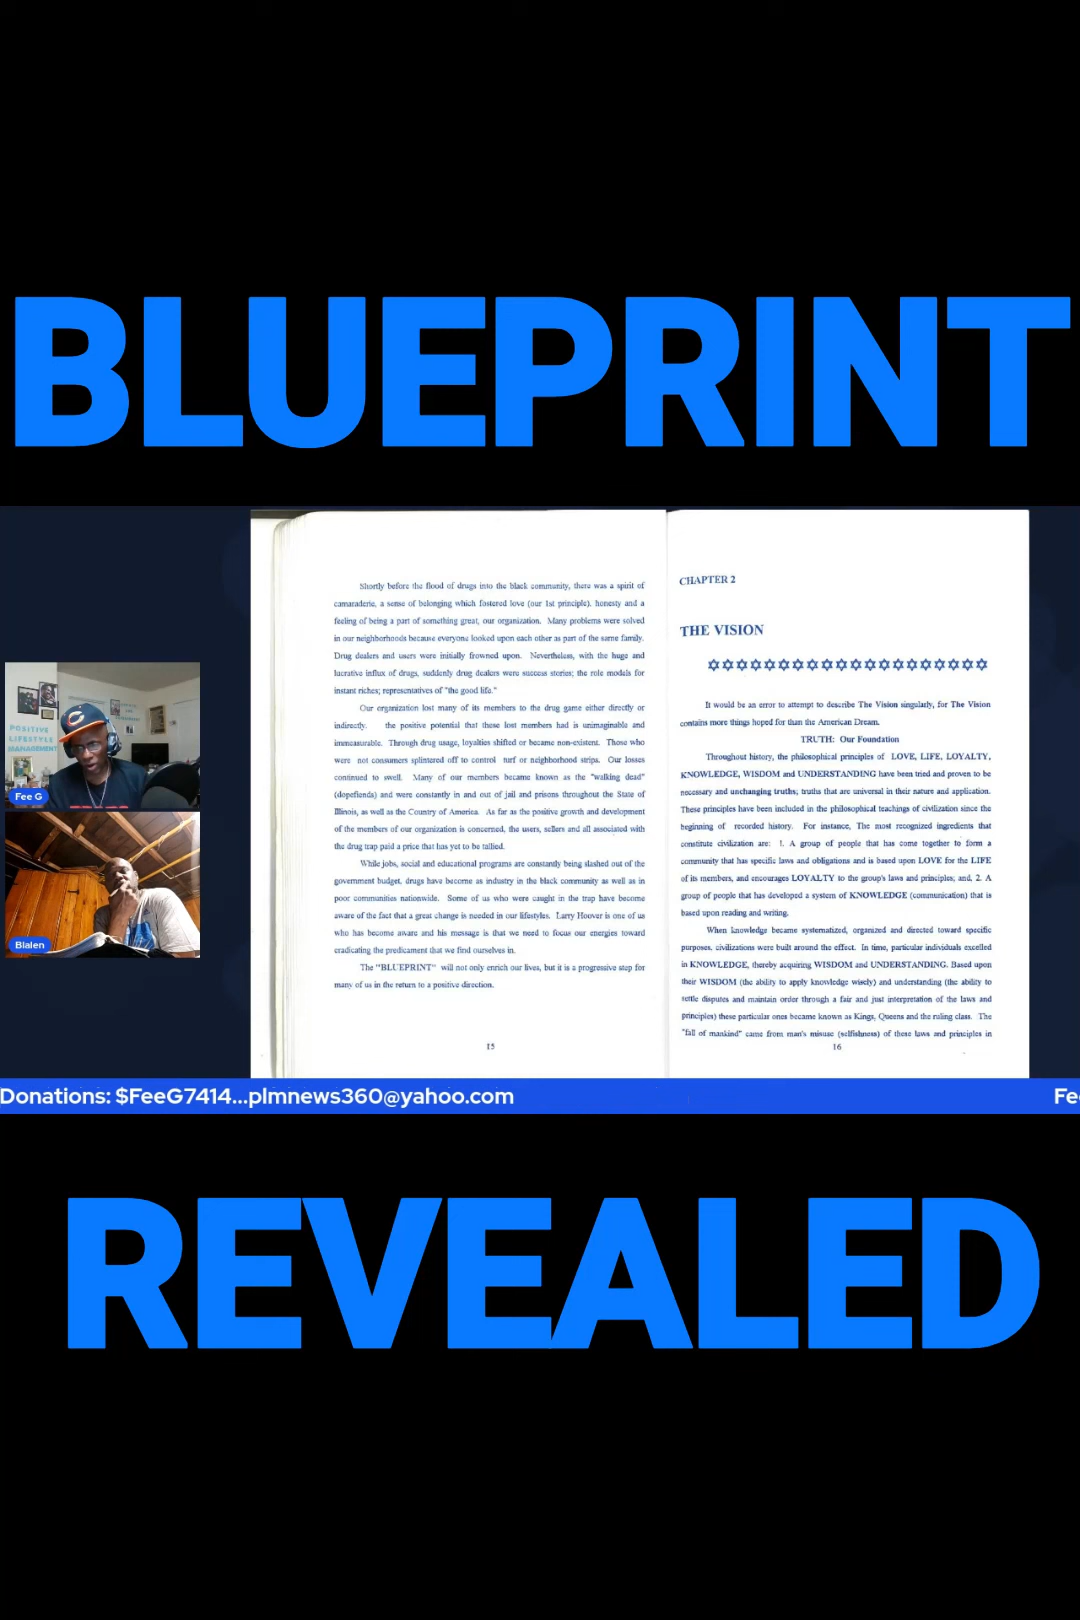 BLUEPRINT
Shortly before the flood of drugs into the black community, there was a spirit of
camaraderie, a sense of belonging which fostered love (our 1st principle), honesty and a
feeling of being a part of something great, our organization. Many problems were solved
in our neighborhoods because everyone looked upon each other as part of the same family.
Drug dealers and users were initially frowned upon. Nevertheless, with the huge and
lucrative influx of drugs, suddenly drug dealers were success stories; the role models for
instant riches; representatives of "the good life."
Our organization lost many of its members to the drug game either directly or
indirectly. the positive potential that these lost members had is unimaginable and
immeasurable. Through drug usage, loyalties shifted or became non-existent. Those who
were not consumers splintered off to control turf or neighborhood strips. Our losses
continued to swell. Many of our members became known as the "walking dead"
(dopefiends) and were constantly in and out of jail and prisons throughout the State of
Illinois, as well as the Country of America. As far as the positive growth and development
of the members of our organization is concerned, the users, sellers and all associated with
the drug trap paid a price that has yet to be tallied.
While jobs, social and educational programs are constantly being slashed out of the
government budget, drugs have become as industry in the black community as well as in
poor communities nationwide. Some of us who were caught in the trap have become
aware of the fact that a great change is needed in our lifestyles. Larry Hoover is one of us
who has become aware and his message is that we need to focus our energies toward
eradicating the predicament that we find ourselves in.
The "BLUEPRINT" will not only enrich our lives, but it is a progressive step for
many of us in the return to a positive direction.
15
CHAPTER 2
THE VISION
It would be an error to attempt to describe The Vision singularly, for The Vision
contains more things hoped for than the American Dream.
TRUTH: Our Foundation
Throughout history, the philosophical principles of LOVE, LIFE, LOYALTY,
KNOWLEDGE, WISDOM and UNDERSTANDING have been tried and proven to be
necessary and unchanging truths; truths that are universal in their nature and application.
These principles have been included in the philosophical teachings of civilization since the
beginning of recorded history. For instance, The most recognized ingredients that
constitute civilization are: 1. A group of people that has come together to form a
community that has specific laws and obligations and is based upon LOVE for the LIFE
of its members, and encourages LOYALTY to the group's laws and principles; and, 2. A
group of people that has developed a system of KNOWLEDGE (communication) that is
based upon reading and writing.
When knowledge became systematized, organized and directed toward specific
purposes, civilizations were built around the effect. In time, particular individuals excelled
in KNOWLEDGE, thereby acquiring WISDOM and UNDERSTANDING. Based upon
their WISDOM (the ability to apply knowledge wisely) and understanding (the ability to
settle disputes and maintain order through a fair and just interpretation of the laws and
principles) these particular ones became known as Kings, Queens and the ruling class. The
"fall of mankind" came from man's misuse (selfishness) of these laws and principles in
16
POSITIVE
LIFESTYLE
MANAGEMENT
Fee G
Blalen
Donations: $FeeG7414...plmnews360@yahoo.com
Fe
REVEALED